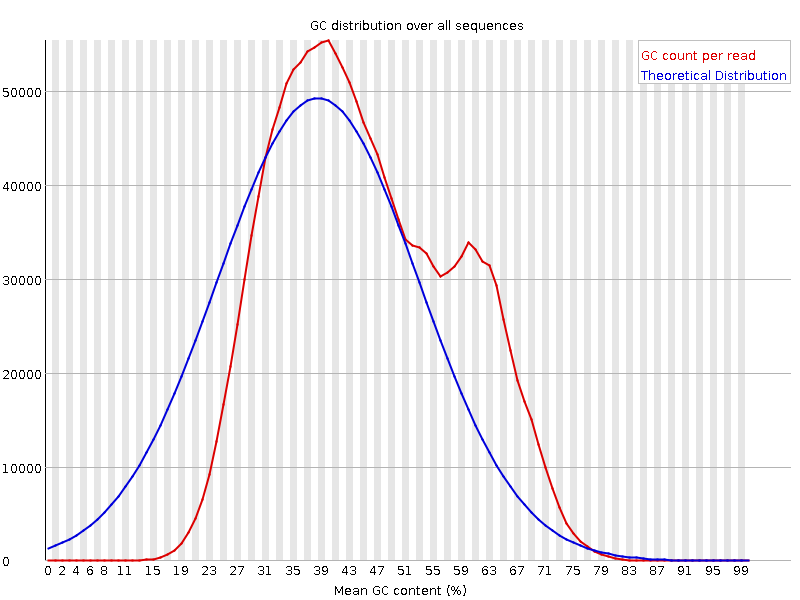 GC distribution over all sequences
GC count per read
Theoretical Distribution
50000
40000
30000
20000
10000
0
0 2 4 6 8 11 15 19 23 27 31 35 39 43 47 51 55 59 63 67 71 75 79 83 87 91 95 99
Mean GC content (%)